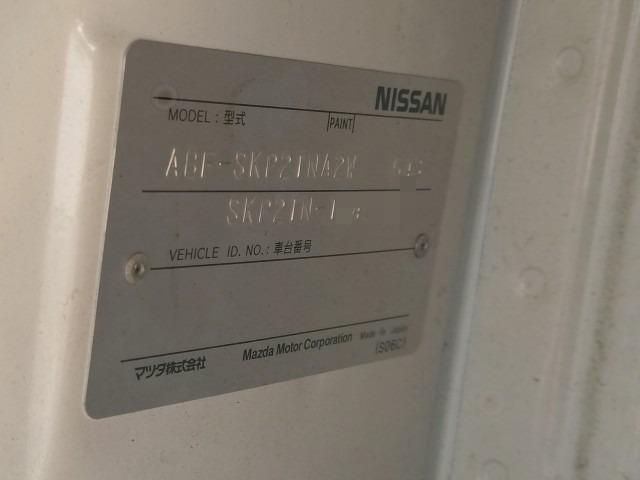 NISSAN
MODEL : 型式 PAINT
ABF-SKP2TNA2W
SKP2TN-1
VEHICLE ID. NO. : 車台番号
マツダ株式会社 Mazda Motor Corporation Made in Japan
(S06C)